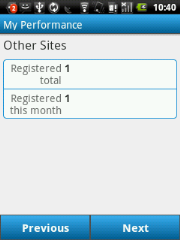 10:40
My Performance
Other Sites
Registered 1
total
Registered 1
this month
Previous
Next